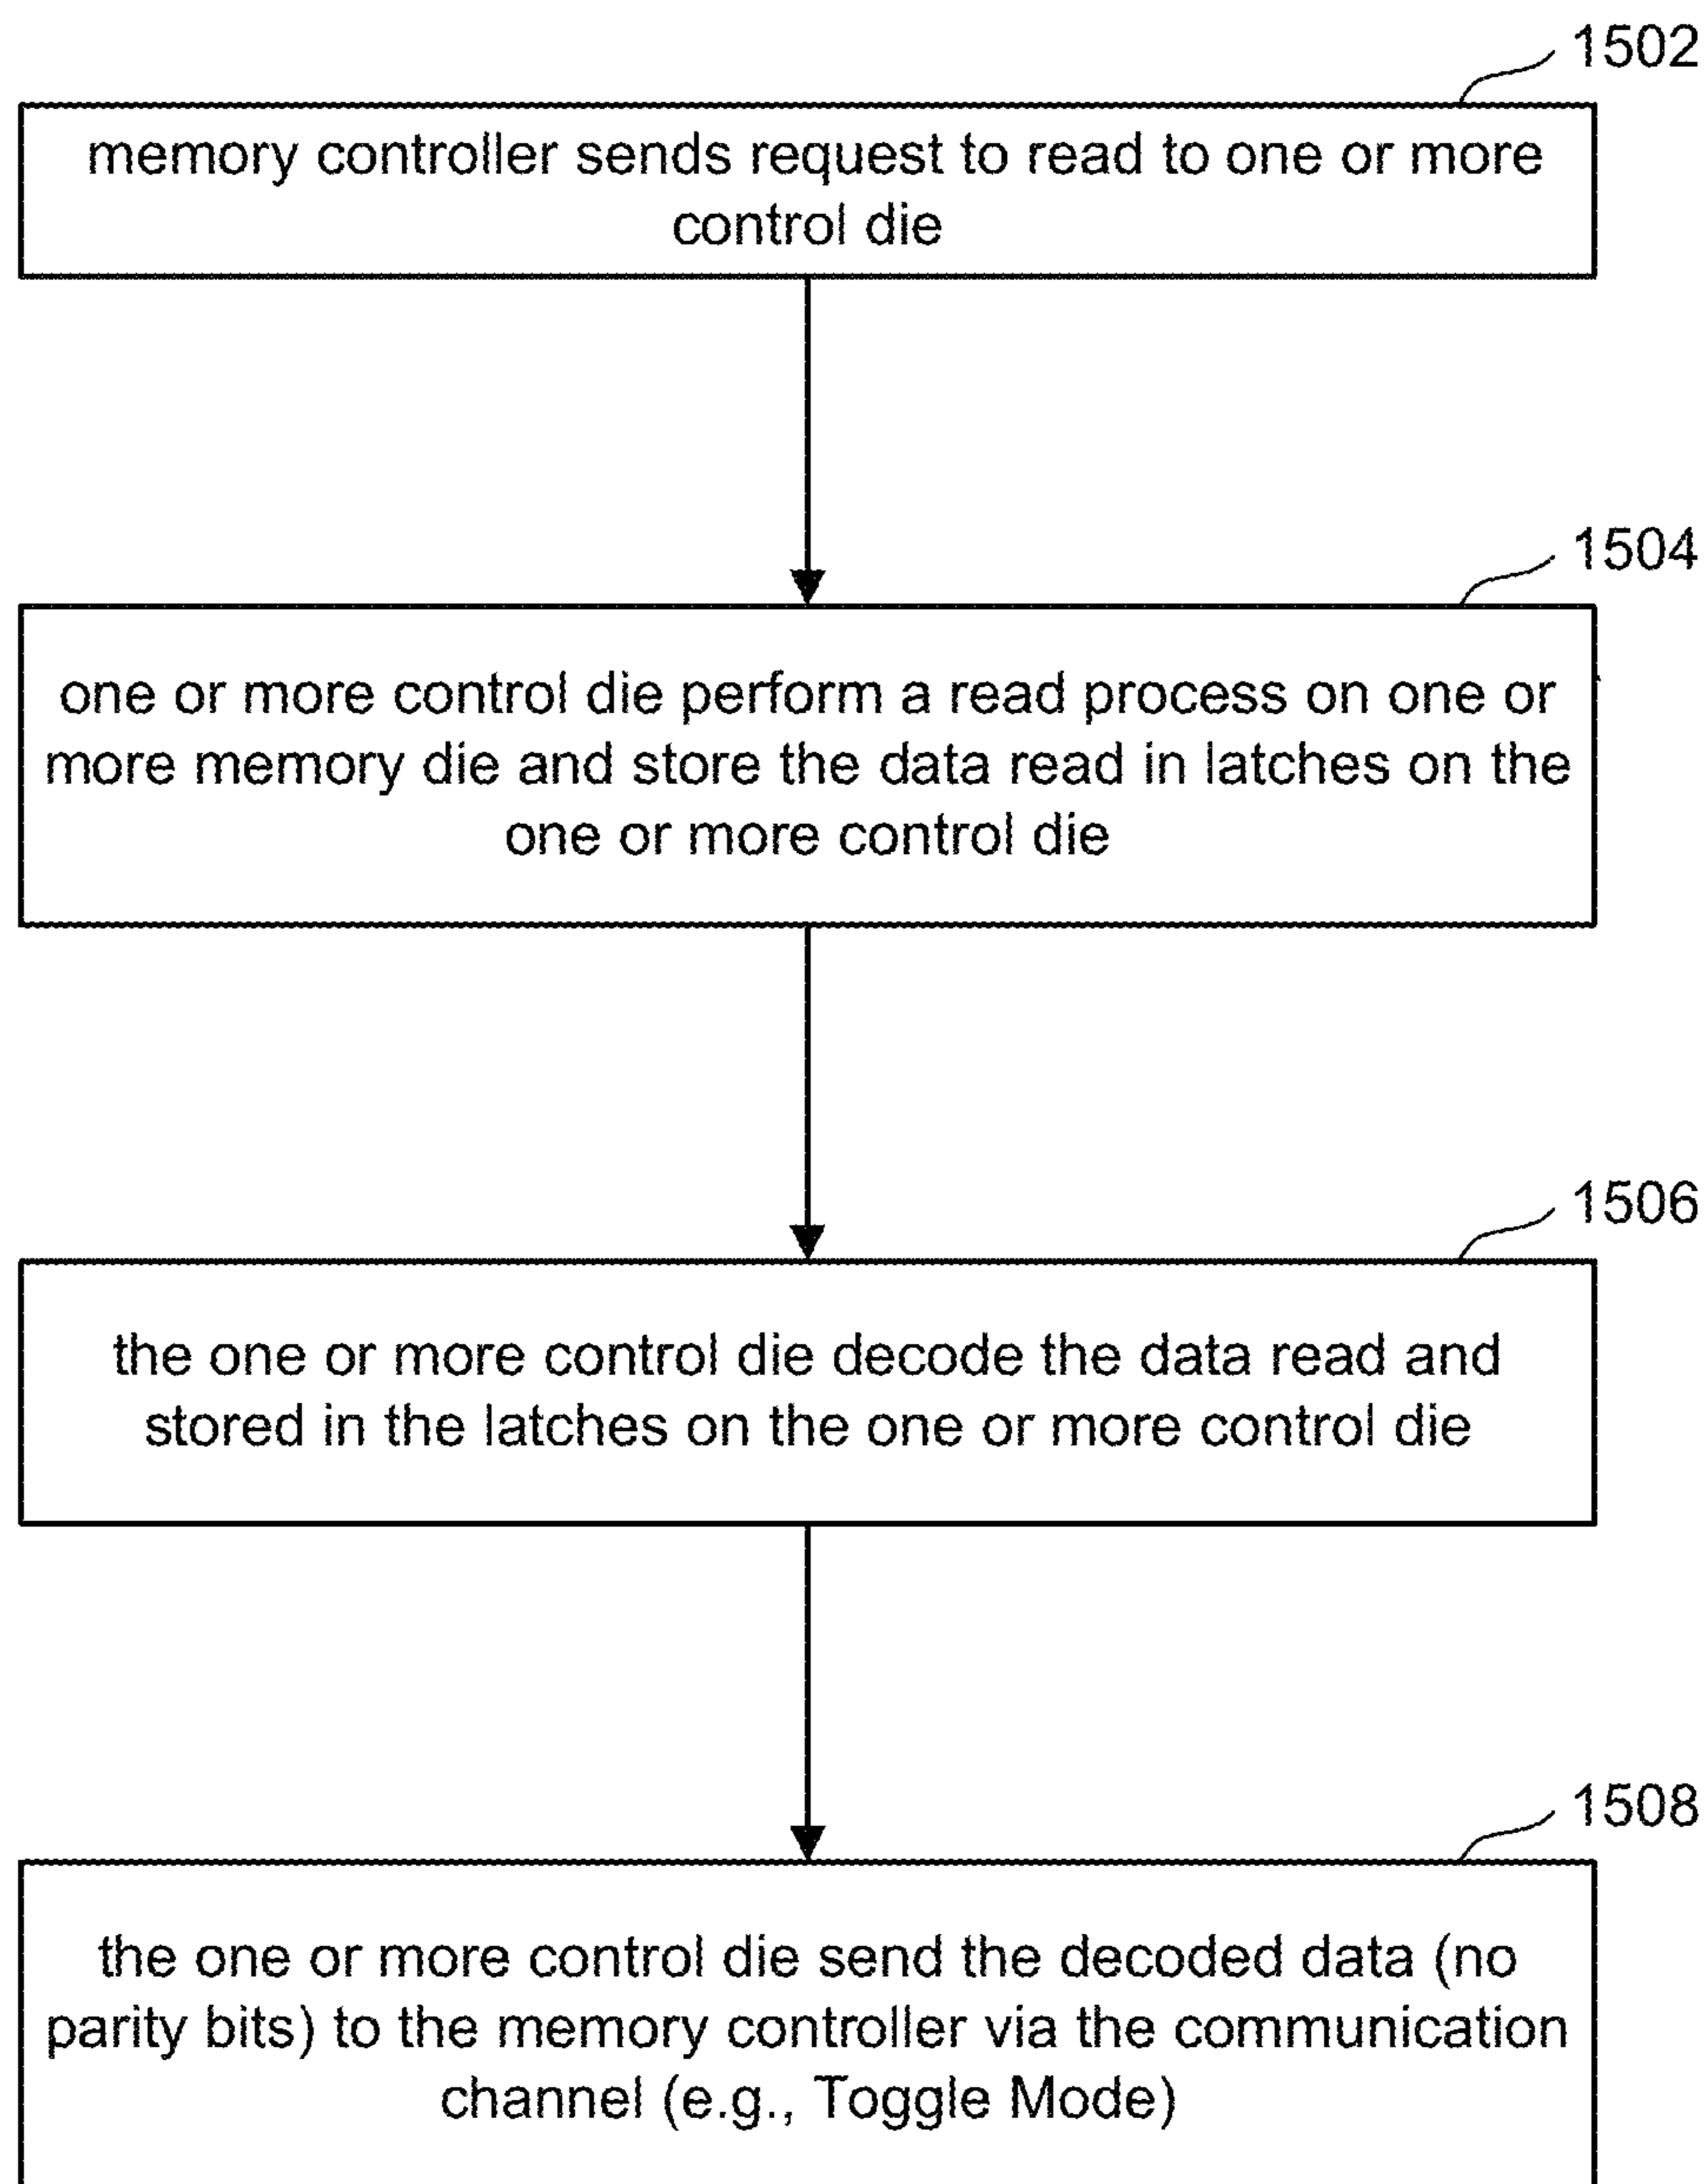 1502
memory controller sends request to read to one or more
control die
1504
one or more control die perform a read process on one or
more memory die and store the data read in latches on the
one or more control die
1506
the one or more control die decode the data read and
stored in the latches on the one or more control die
1508
the one or more control die send the decoded data (no
parity bits) to the memory controller via the communication
channel (e.g., Toggle Mode)